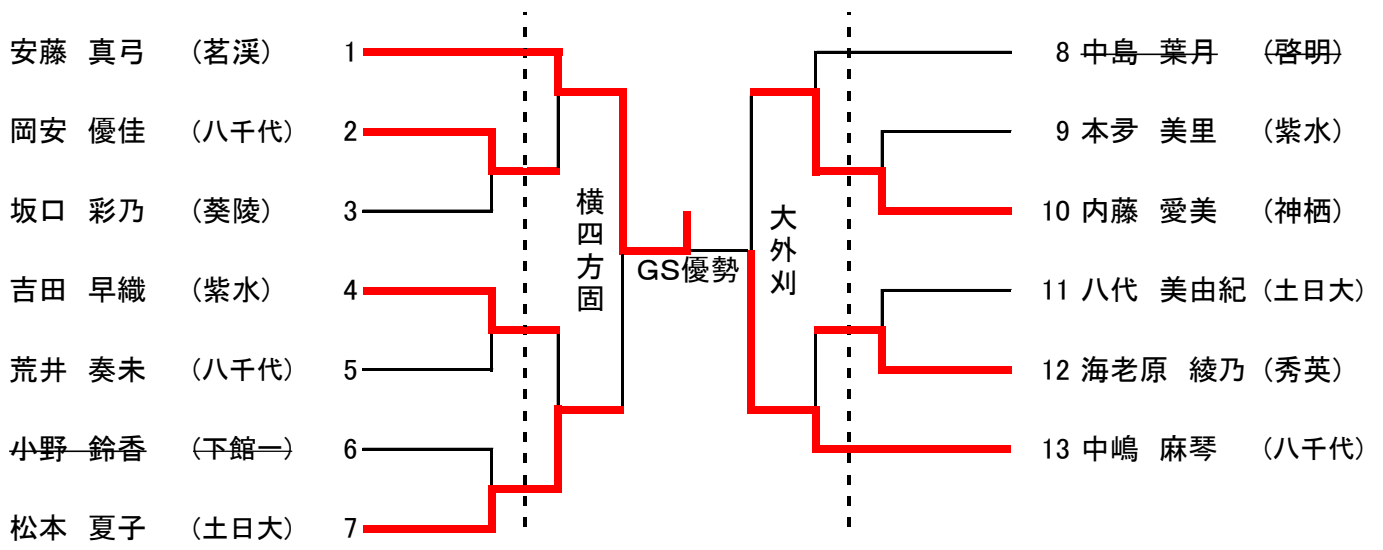 安藤 真弓 (茗渓) 1
岡安 優佳 (八千代) 2
坂口 彩乃 (葵陵) 3
吉田 早織 (紫水) 4
荒井 奏未 (八千代) 5
小野 鈴香 (下館一) 6
松本 夏子 (土日大) 7
横四方固
GS優勢
大外刈
8 中島 葉月 (啓明)
9 本多 美里 (紫水)
10 内藤 愛美 (神栖)
11 八代 美由紀 (土日大)
12 海老原 綾乃 (秀英)
13 中嶋 麻琴 (八千代)